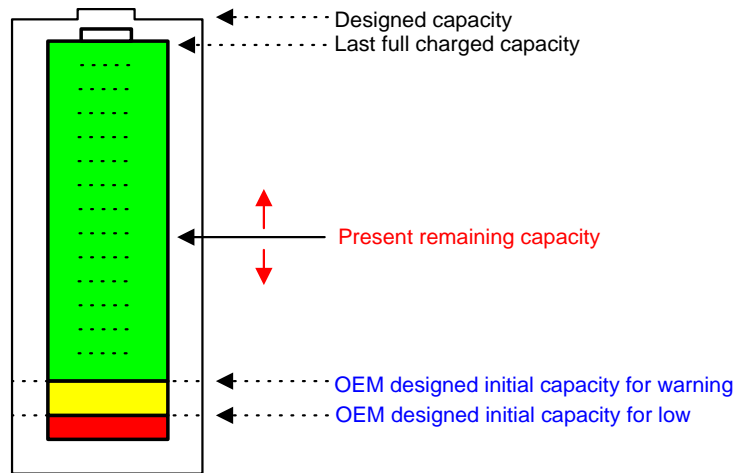 Designed capacity
Last full charged capacity
Present remaining capacity
OEM designed initial capacity for warning
OEM designed initial capacity for low